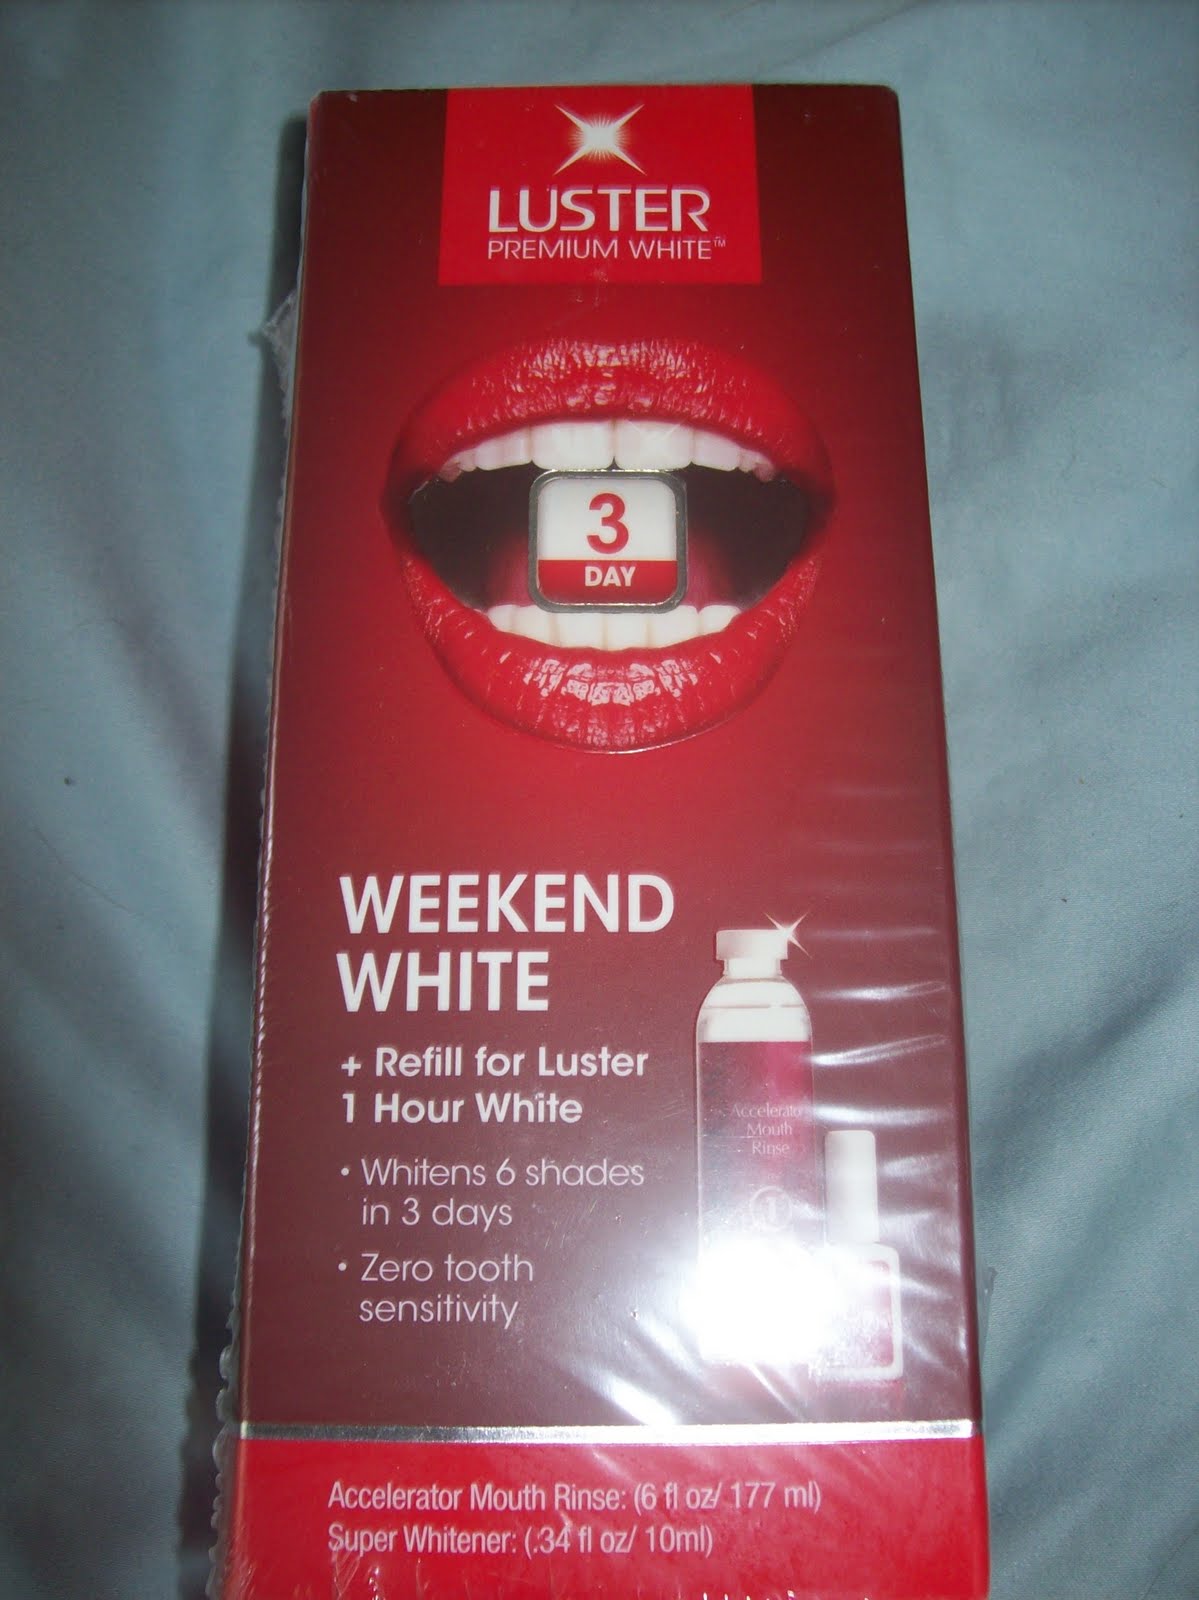 LUSTER
PREMIUM WHITE™
3
DAY
WEEKEND
WHITE
+ Refill for Luster
1 Hour White
• Whitens 6 shades
in 3 days
• Zero tooth
sensitivity
Accelerator
Mouth
Rinse
1
Accelerator Mouth Rinse: (6 fl oz/ 177 ml)
Super Whitener: (.34 fl oz/ 10ml)